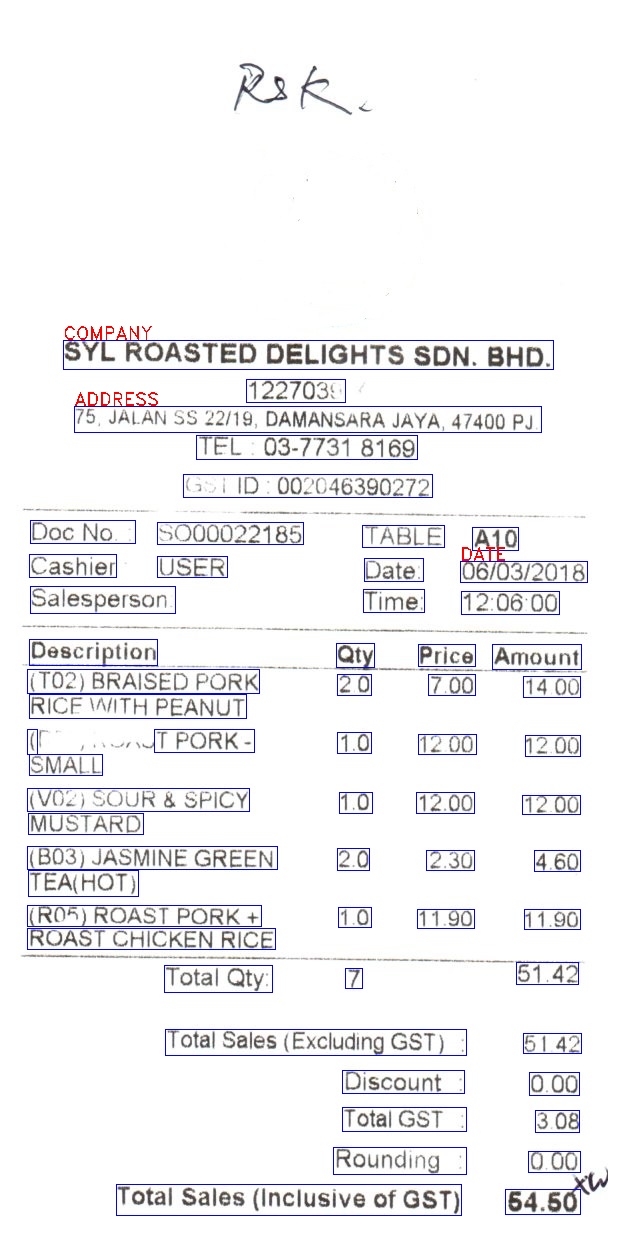 RSK.
COMPANY
SYL ROASTED DELIGHTS SDN. BHD.
ADDRESS
75, JALAN SS 22/19, DAMANSARA JAYA, 47400 PJ.
TEL : 03-7731 8169
GST ID : 002046390272
Doc No. : SO00022185 TABLE A10
DATE
Cashier USER Date: 06/03/2018
Salesperson: Time: 12:06:00
Description Qty Price Amount
(T02) BRAISED PORK 2.0 7.00 14.00
RICE WITH PEANUT
ROAST PORK - 1.0 12.00 12.00
SMALL
(V02) SOUR & SPICY 1.0 12.00 12.00
MUSTARD
(B03) JASMINE GREEN 2.0 2.30 4.60
TEA(HOT)
(R05) ROAST PORK + 1.0 11.90 11.90
ROAST CHICKEN RICE
Total Qty: 7 51.42
Total Sales (Excluding GST) : 51.42
Discount : 0.00
Total GST : 3.08
Rounding : 0.00
Total Sales (Inclusive of GST) 54.50